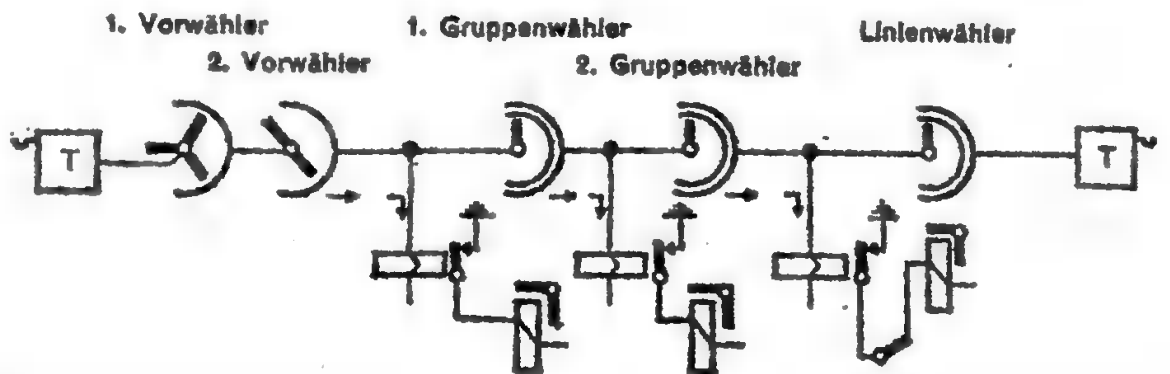 1. Vorwähler
1. Gruppenwähler
Linienwähler
2. Vorwähler
2. Gruppenwähler
T
T